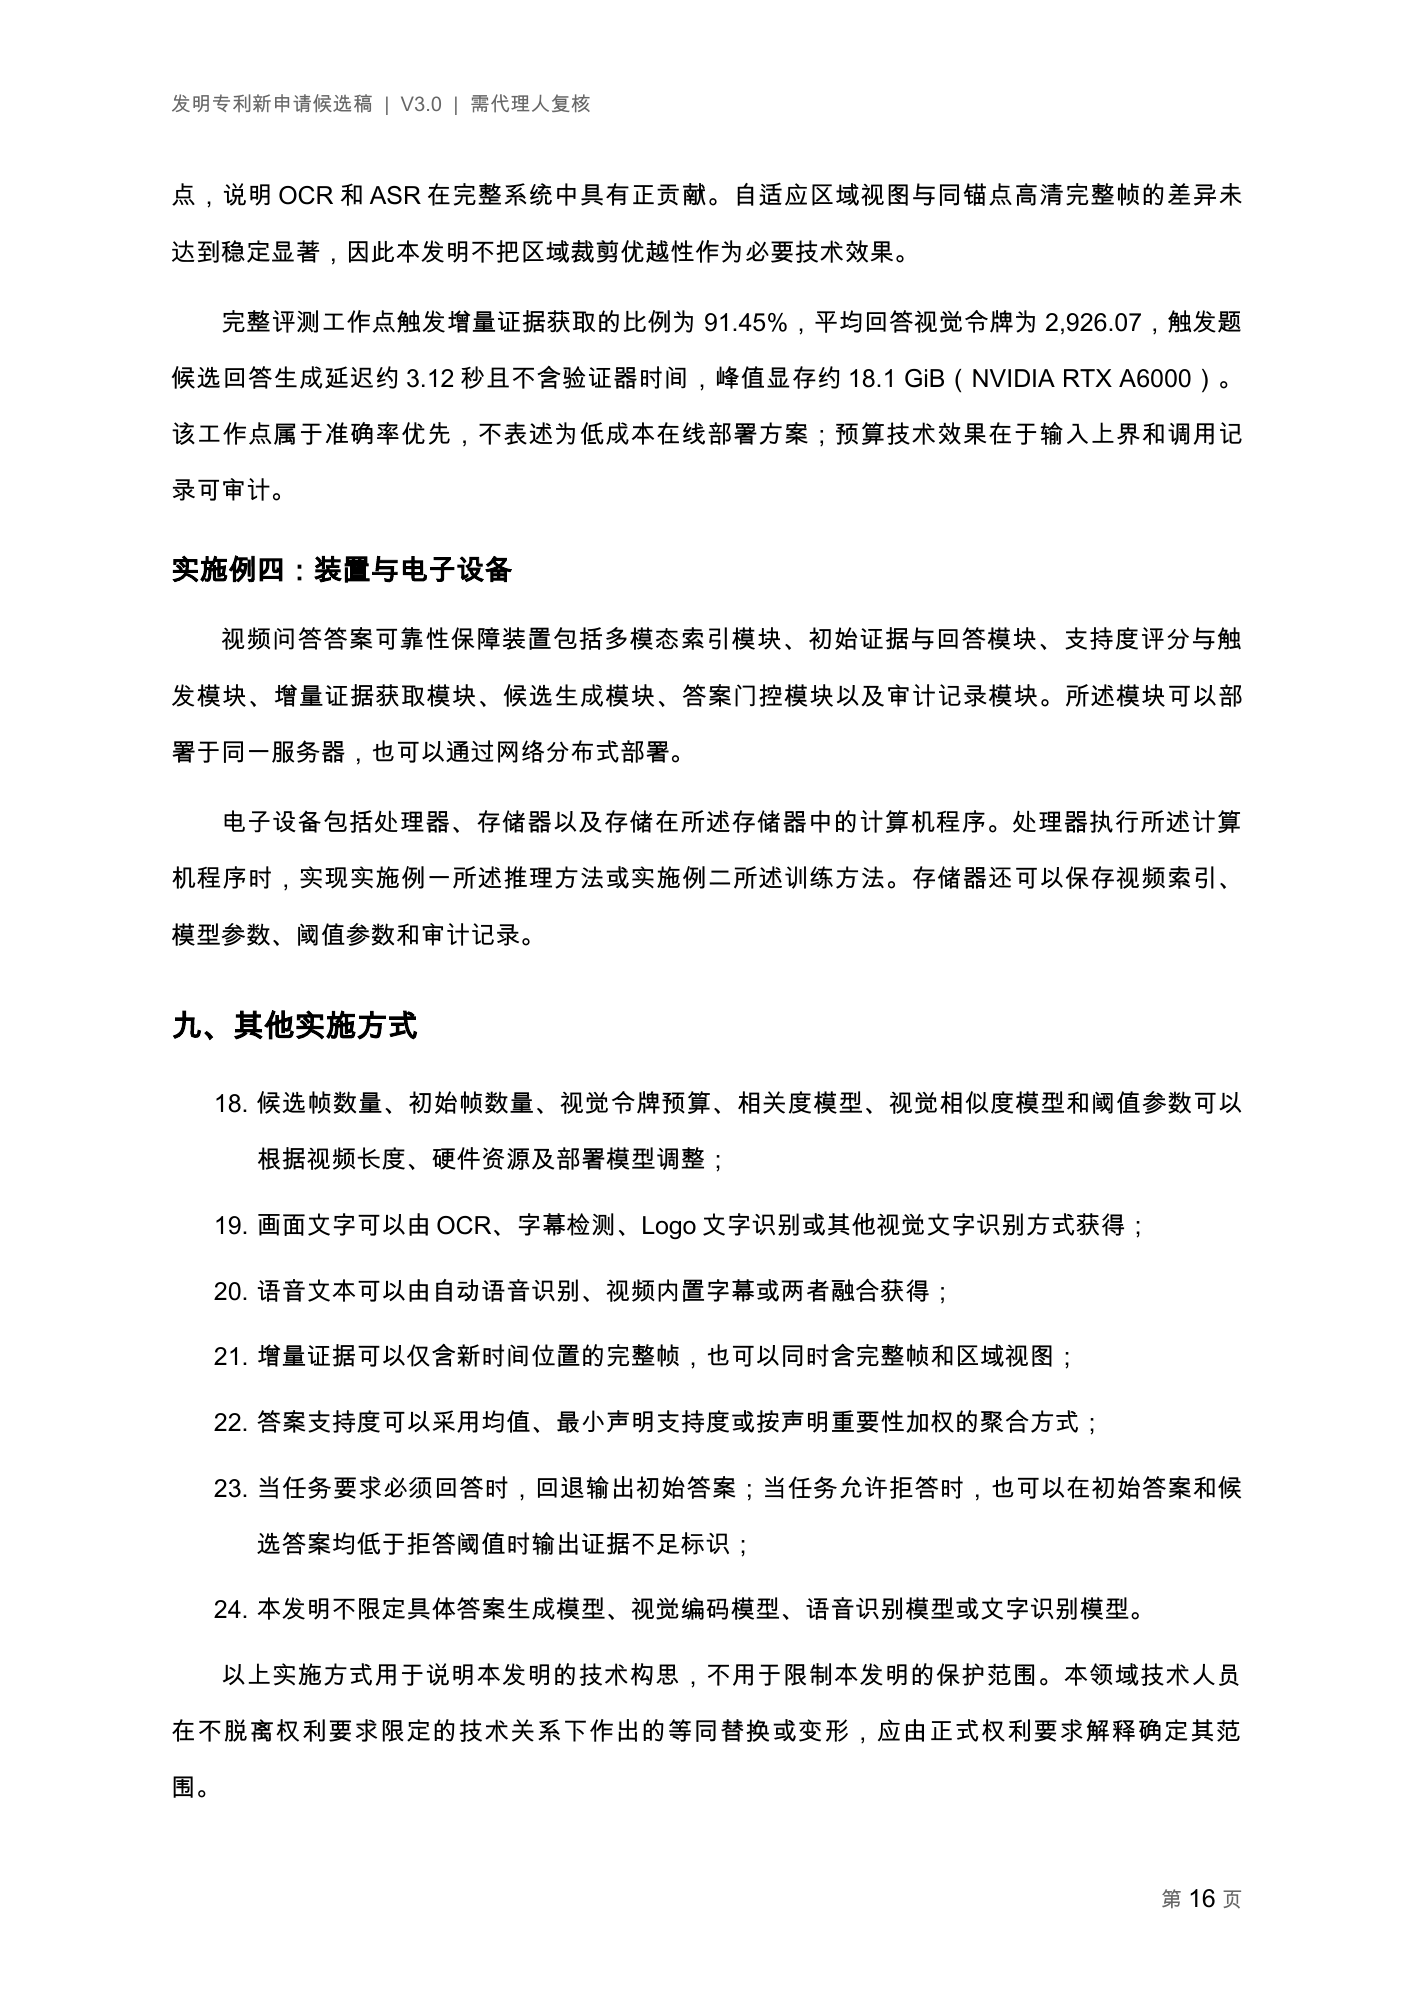 发明专利新申请候选稿 | V3.0 | 需代理人复核
点，说明 OCR 和 ASR 在完整系统中具有正贡献。自适应区域视图与同锚点高清完整帧的差异未
达到稳定显著，因此本发明不把区域裁剪优越性作为必要技术效果。
完整评测工作点触发增量证据获取的比例为 91.45%，平均回答视觉令牌为 2,926.07，触发题
候选回答生成延迟约 3.12 秒且不含验证器时间，峰值显存约 18.1 GiB（NVIDIA RTX A6000）。
该工作点属于准确率优先，不表述为低成本在线部署方案；预算技术效果在于输入上界和调用记
录可审计。
实施例四：装置与电子设备
视频问答答案可靠性保障装置包括多模态索引模块、初始证据与回答模块、支持度评分与触
发模块、增量证据获取模块、候选生成模块、答案门控模块以及审计记录模块。所述模块可以部
署于同一服务器，也可以通过网络分布式部署。
电子设备包括处理器、存储器以及存储在所述存储器中的计算机程序。处理器执行所述计算
机程序时，实现实施例一所述推理方法或实施例二所述训练方法。存储器还可以保存视频索引、
模型参数、阈值参数和审计记录。
九、其他实施方式
18. 候选帧数量、初始帧数量、视觉令牌预算、相关度模型、视觉相似度模型和阈值参数可以
根据视频长度、硬件资源及部署模型调整；
19. 画面文字可以由 OCR、字幕检测、Logo 文字识别或其他视觉文字识别方式获得；
20. 语音文本可以由自动语音识别、视频内置字幕或两者融合获得；
21. 增量证据可以仅含新时间位置的完整帧，也可以同时含完整帧和区域视图；
22. 答案支持度可以采用均值、最小声明支持度或按声明重要性加权的聚合方式；
23. 当任务要求必须回答时，回退输出初始答案；当任务允许拒答时，也可以在初始答案和候
选答案均低于拒答阈值时输出证据不足标识；
24. 本发明不限定具体答案生成模型、视觉编码模型、语音识别模型或文字识别模型。
以上实施方式用于说明本发明的技术构思，不用于限制本发明的保护范围。本领域技术人员
在不脱离权利要求限定的技术关系下作出的等同替换或变形，应由正式权利要求解释确定其范
围。
第 16 页